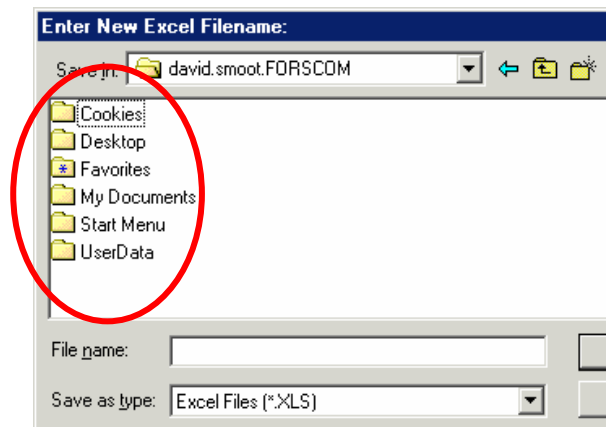 Enter New Excel Filename:
Save in: david.smoot.FORSCOM
Cookies
Desktop
Favorites
My Documents
Start Menu
UserData
File name:
Save as type: Excel Files (*.XLS)